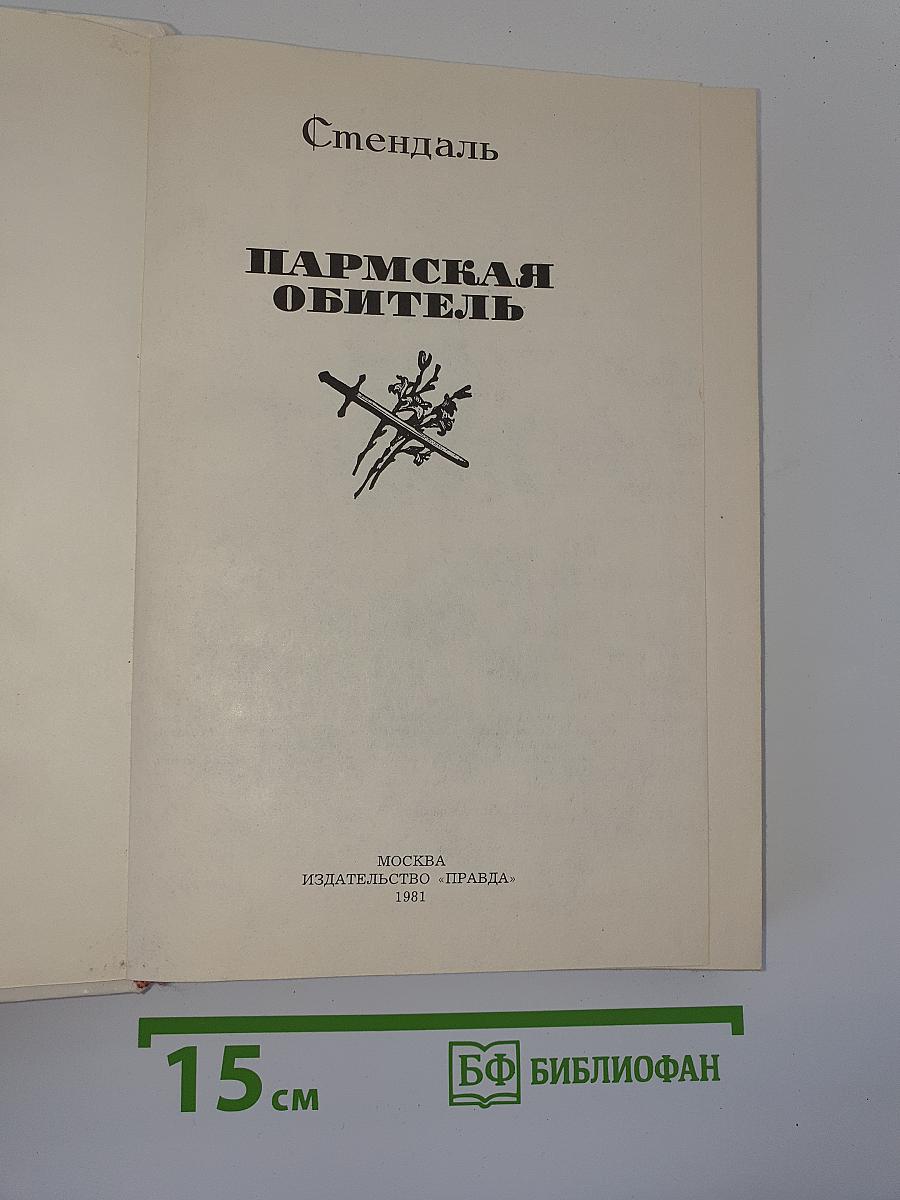 Стендаль
ПАРМСКАЯ
ОБИТЕЛЬ
МОСКВА
ИЗДАТЕЛЬСТВО «ПРАВДА»
1981
15 см
БФ БИБЛИОФАН